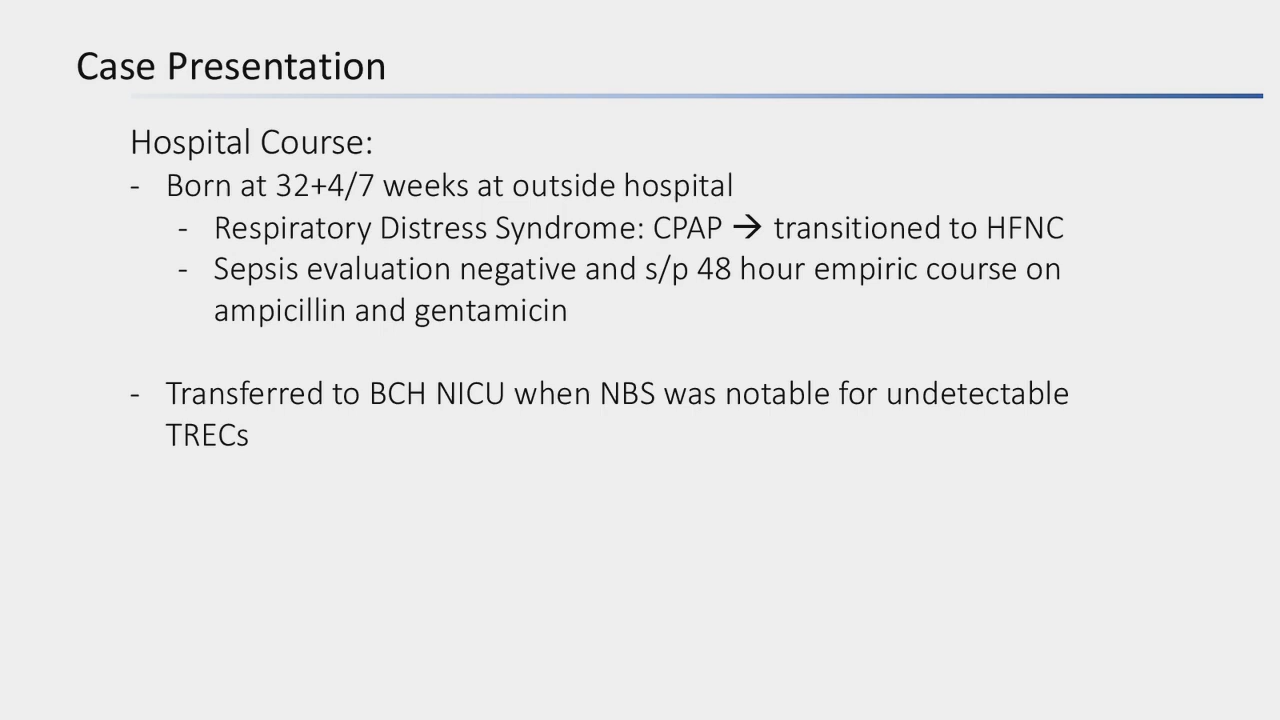 Case Presentation
Hospital Course:
- Born at 32+4/7 weeks at outside hospital
- Respiratory Distress Syndrome: CPAP → transitioned to HFNC
- Sepsis evaluation negative and s/p 48 hour empiric course on
ampicillin and gentamicin
- Transferred to BCH NICU when NBS was notable for undetectable
TRECs